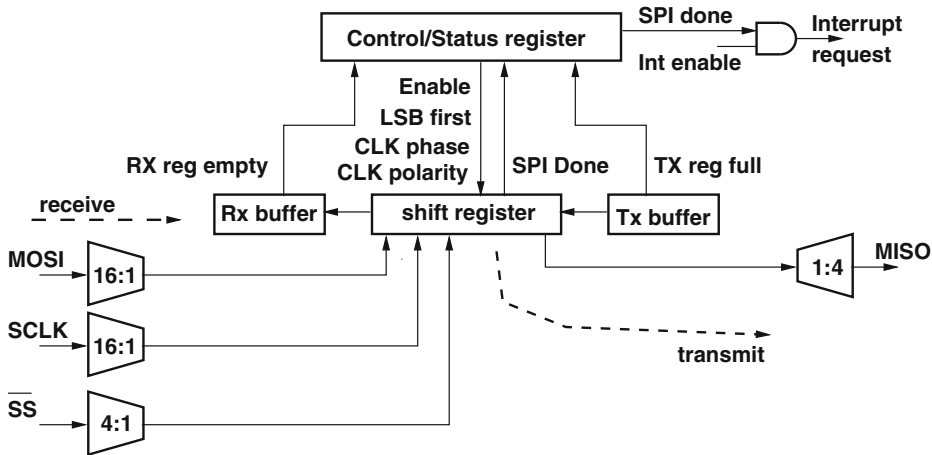 SPI done
Interrupt
request
Control/Status register
Int enable
Enable
LSB first
CLK phase
CLK polarity
RX reg empty
SPI Done
TX reg full
receive
Rx buffer
shift register
Tx buffer
MOSI
16:1
1:4
MISO
SCLK
16:1
transmit
SS
4:1